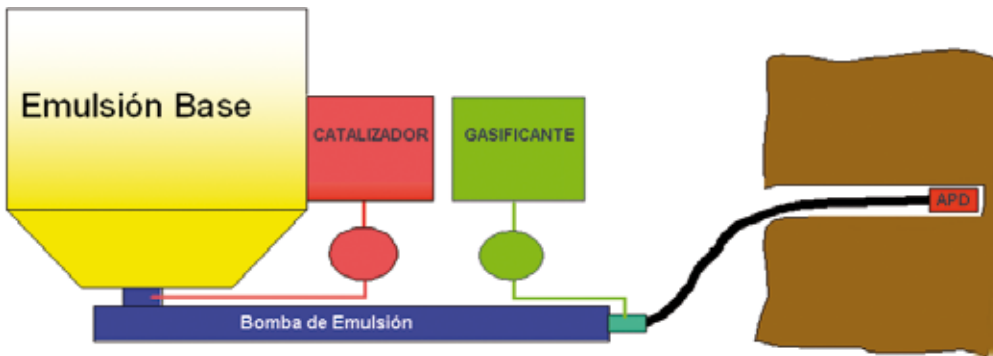 Emulsión Base
CATALIZADOR
GASIFICANTE
APD
Bomba de Emulsión